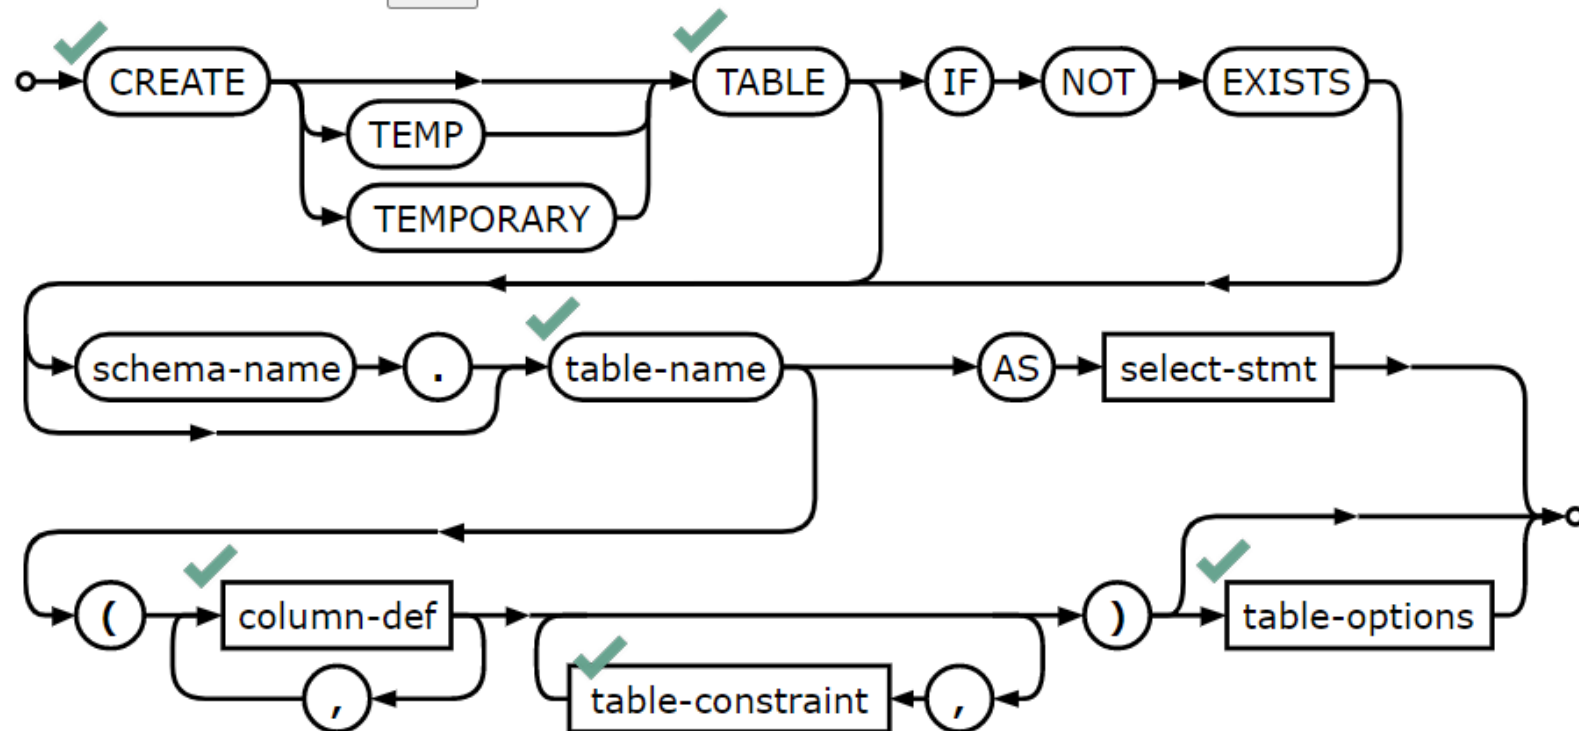 CREATE TABLE IF NOT EXISTS
TEMP
TEMPORARY
schema-name . table-name AS select-stmt
( column-def ) table-options
, table-constraint ,